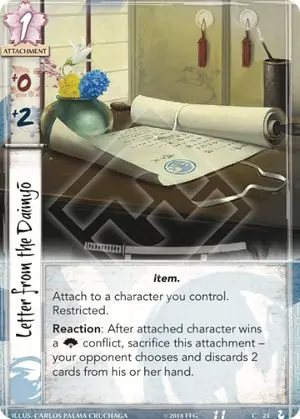 1
ATTACHMENT
+0
+2
Letter from the Daimyō
Item.
Attach to a character you control.
Restricted.
Reaction: After attached character wins
a conflict, sacrifice this attachment –
your opponent chooses and discards 2
cards from his or her hand.
ILLUS: CARLOS PALMA CRUCHAGA
© 2018 FFG
11
C 21